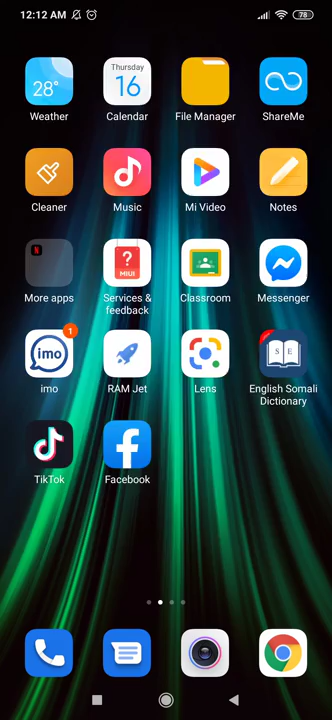 12:12 AM
78
28°
Thursday
16
Weather
Calendar
File Manager
ShareMe
Cleaner
Music
Mi Video
Notes
N
?
MIUI
More apps
Services &
feedback
Classroom
Messenger
imo
1
S E
imo
RAM Jet
Lens
English Somali
Dictionary
TikTok
Facebook